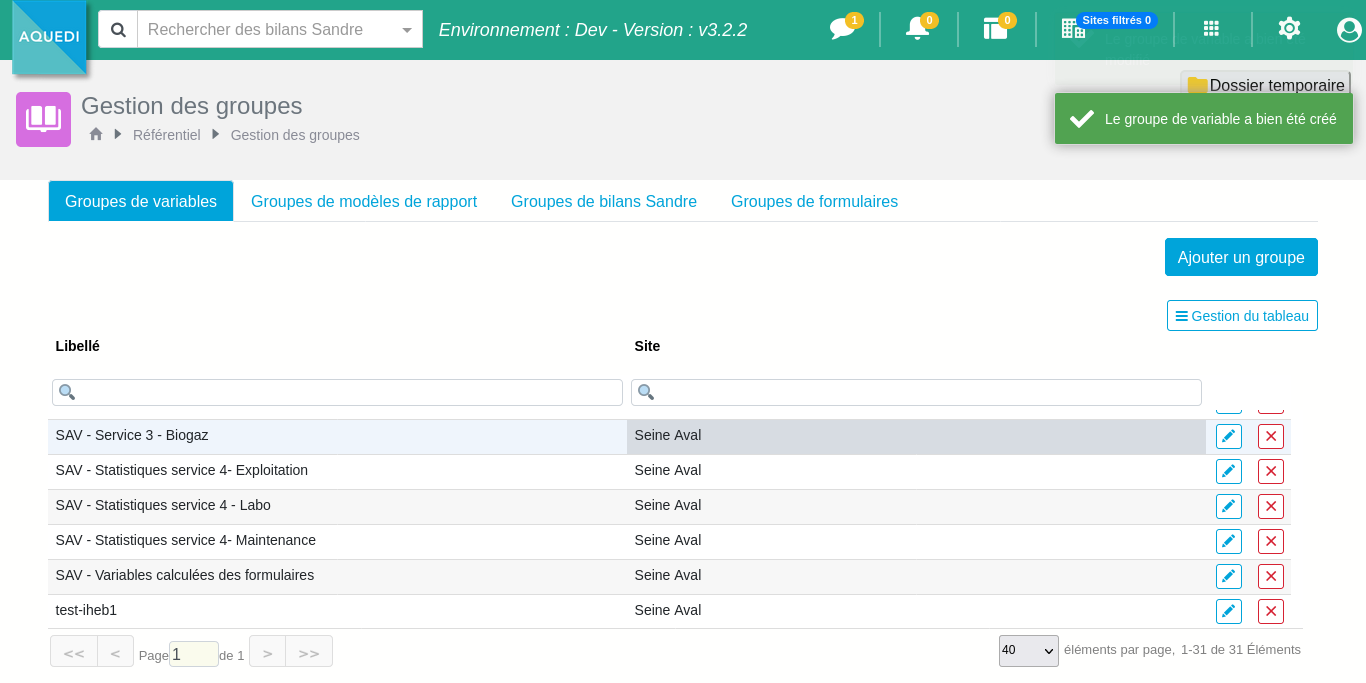 AQUEDI
Rechercher des bilans Sandre
Environnement : Dev - Version : v3.2.2
1
0
0
Sites filtrés 0
Dossier temporaire
Gestion des groupes
Référentiel
Gestion des groupes
Le groupe de variable a bien été créé
Groupes de variables
Groupes de modèles de rapport
Groupes de bilans Sandre
Groupes de formulaires
Ajouter un groupe
Gestion du tableau
Libellé Site
SAV - Service 3 - Biogaz Seine Aval
SAV - Statistiques service 4- Exploitation Seine Aval
SAV - Statistiques service 4 - Labo Seine Aval
SAV - Statistiques service 4- Maintenance Seine Aval
SAV - Variables calculées des formulaires Seine Aval
test-iheb1 Seine Aval
<< < Page 1 de 1 > >> 40 éléments par page, 1-31 de 31 Éléments